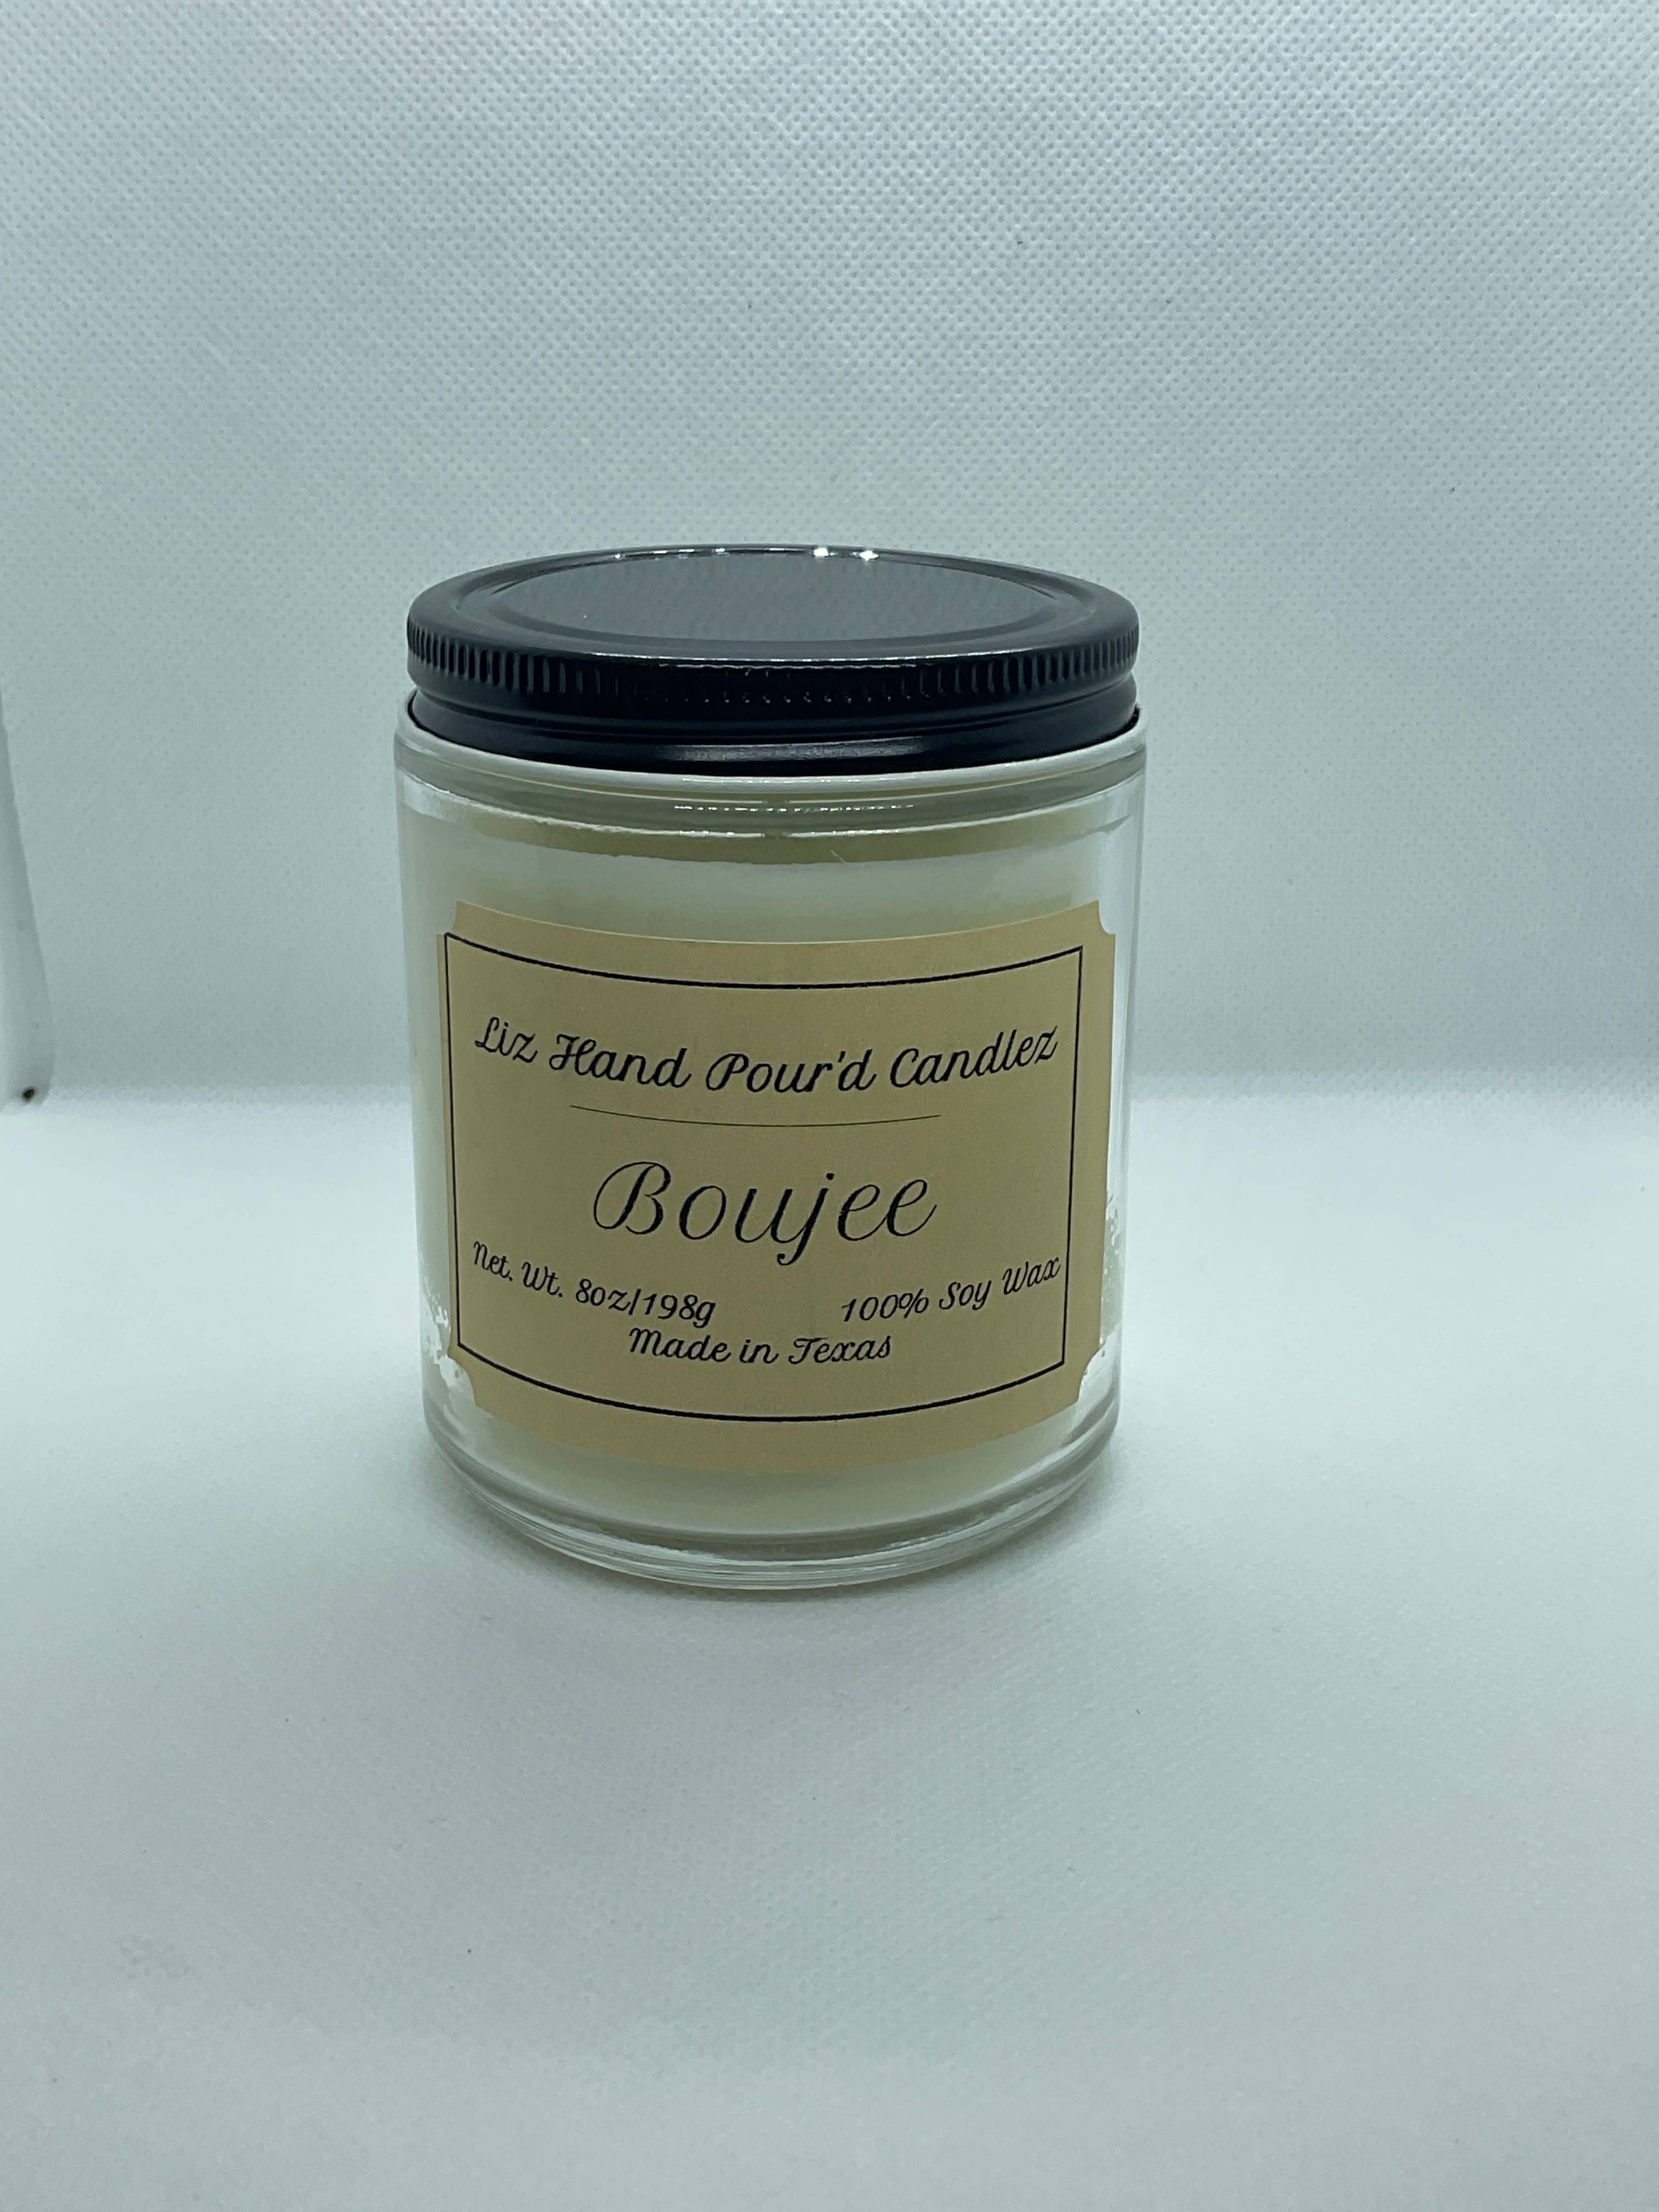 Liz Hand Pour'd Candlez
Boujee
Net. Wt. 8oz/198g 100% Soy Wax
Made in Texas